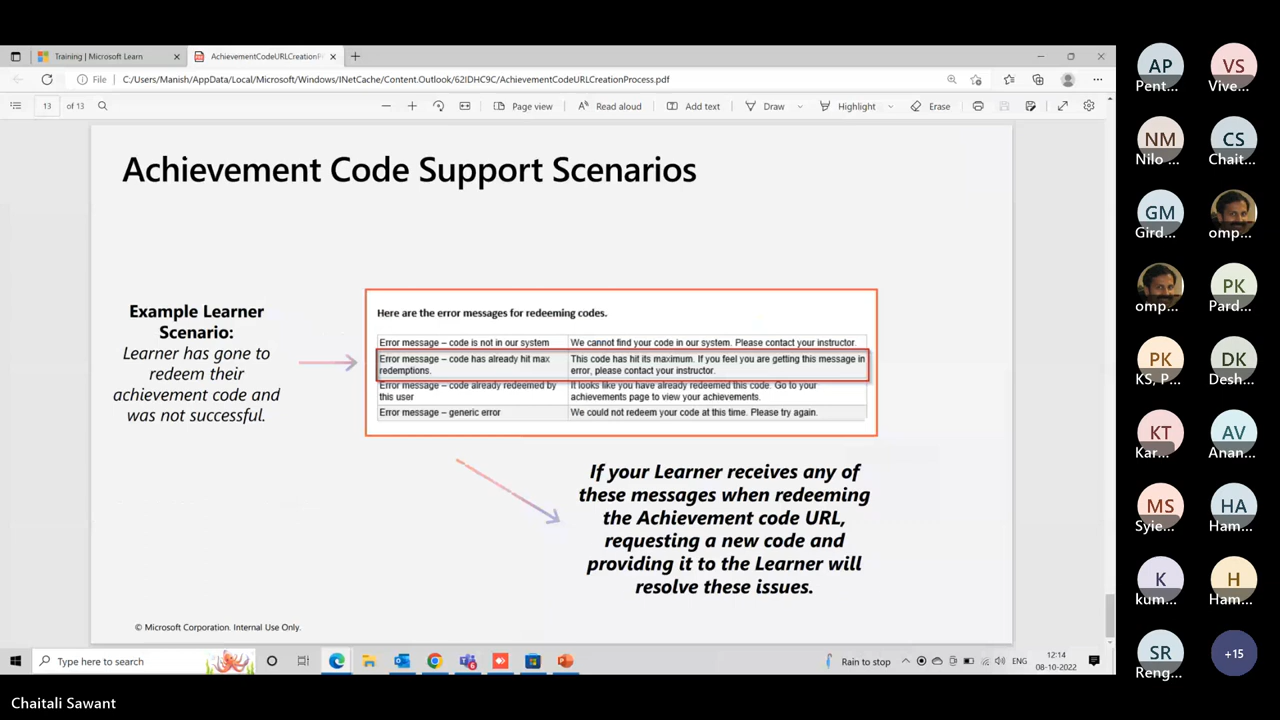 Training | Microsoft Learn
AchievementCodeURLCreationPr
File
C:/Users/Manish/AppData/Local/Microsoft/Windows/INetCache/Content.Outlook/62IDHC9C/AchievementCodeURLCreationProcess.pdf
13 of 13
Page view
Read aloud
Add text
Draw
Highlight
Erase
Achievement Code Support Scenarios
Example Learner
Scenario:
Learner has gone to
redeem their
achievement code and
was not successful.
Here are the error messages for redeeming codes.
Error message – code is not in our system
We cannot find your code in our system. Please contact your instructor.
Error message – code has already hit max
redemptions.
This code has hit its maximum. If you feel you are getting this message in
error, please contact your instructor.
Error message – code already redeemed by
this user
It looks like you have already redeemed this code. Go to your
achievements page to view your achievements.
Error message – generic error
We could not redeem your code at this time. Please try again.
If your Learner receives any of
these messages when redeeming
the Achievement code URL,
requesting a new code and
providing it to the Learner will
resolve these issues.
© Microsoft Corporation. Internal Use Only.
Type here to search
Rain to stop
ENG
12:14
08-10-2022
Chaitali Sawant
AP
Pent...
VS
Vive...
NM
Nilo ...
CS
Chait...
GM
Gird...
omp...
omp...
PK
Pard...
PK
KS, P...
DK
Desh...
KT
Kar...
AV
Anan...
MS
Syie...
HA
Ham...
K
kum...
H
Ham...
SR
Reng...
+15